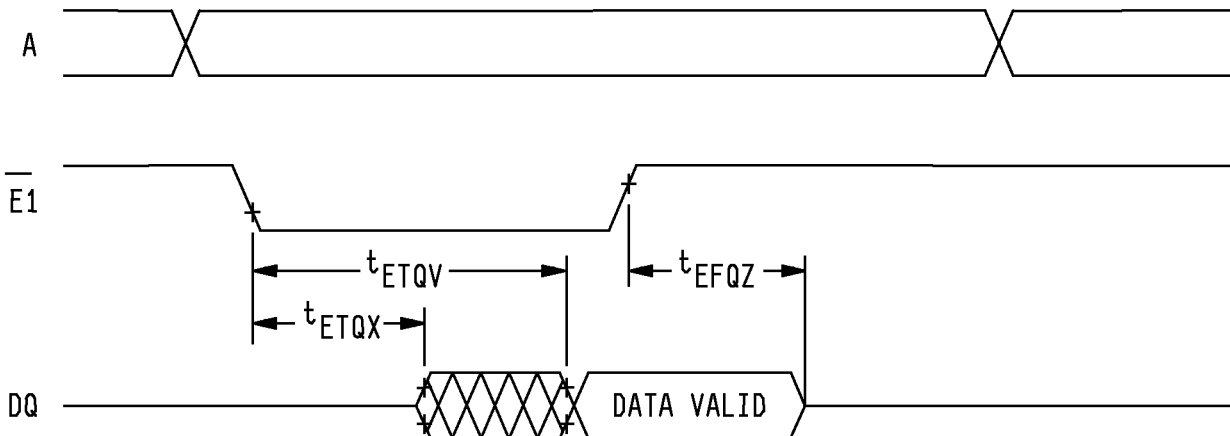 A
E1
tETQV
tEFQZ
tETQX
DQ
DATA VALID